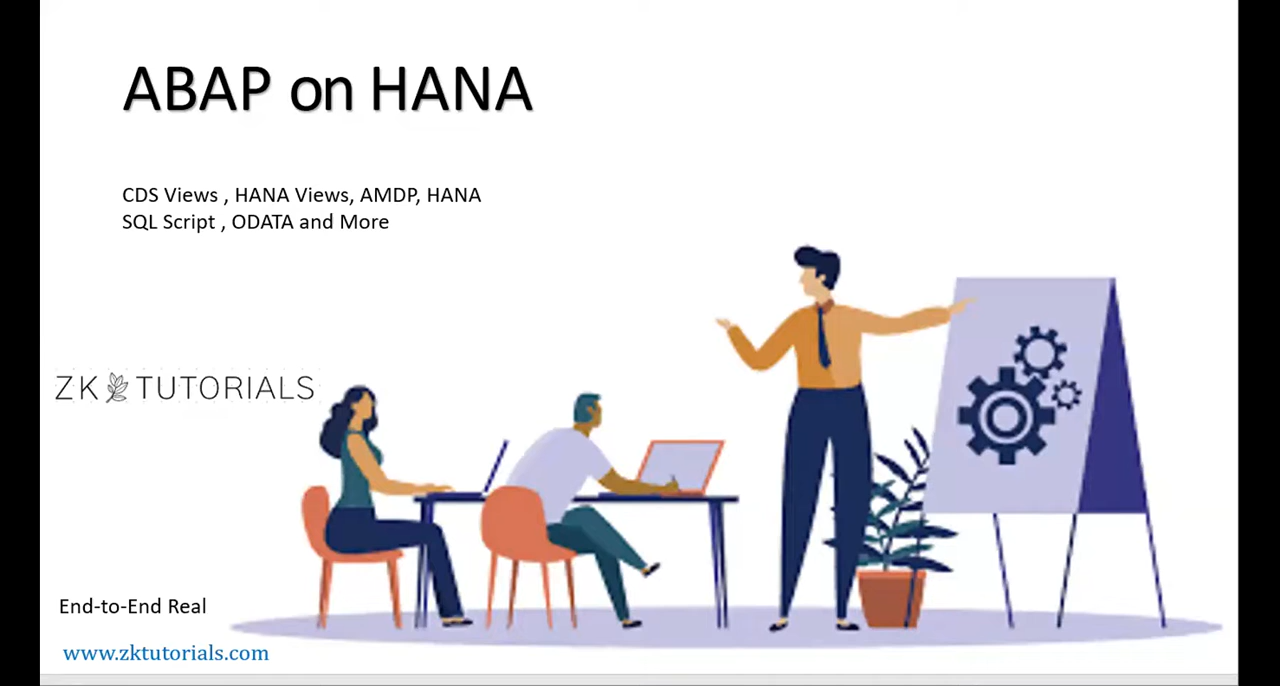 ABAP on HANA
CDS Views , HANA Views, AMDP, HANA
SQL Script , ODATA and More
ZK TUTORIALS
End-to-End Real
www.zktutorials.com